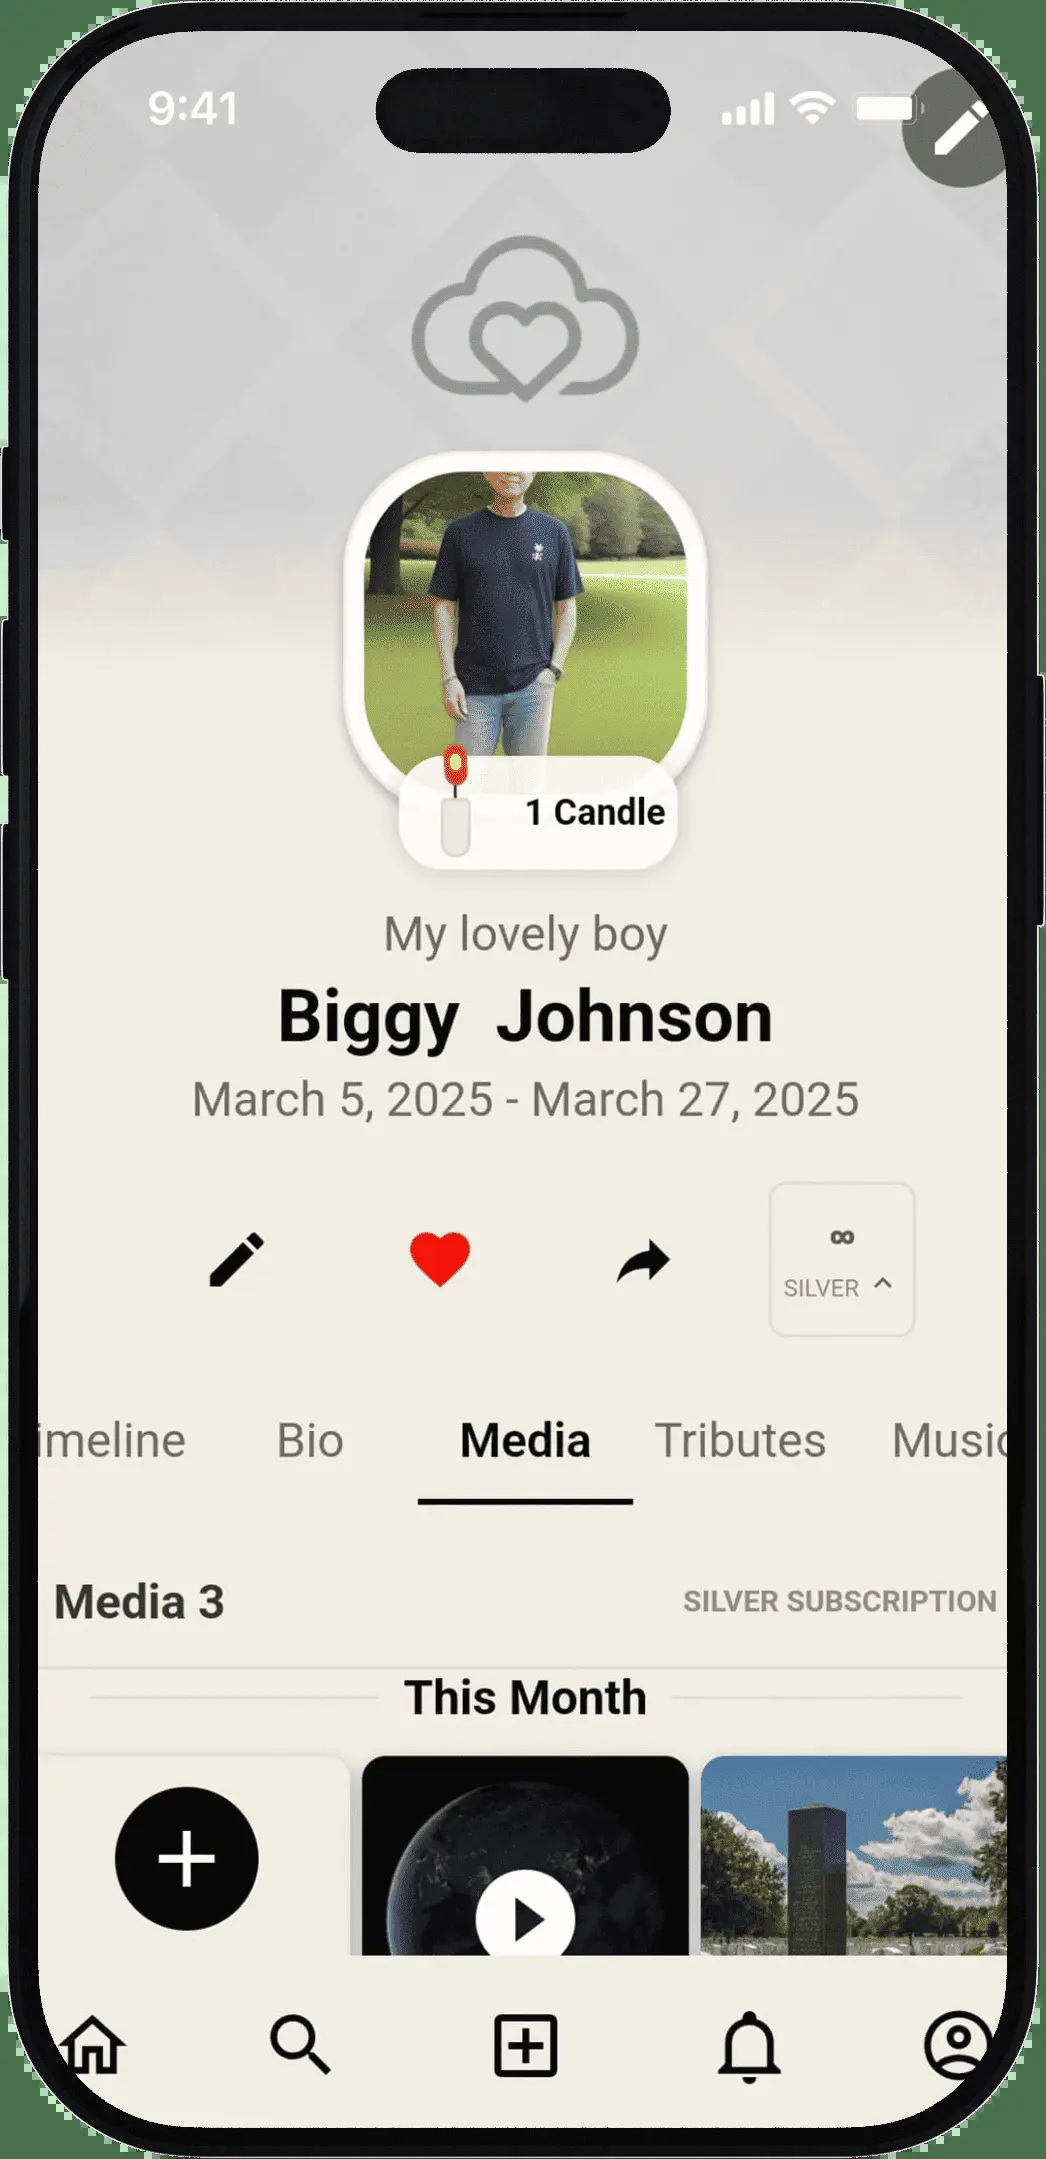 9:41
1 Candle
My lovely boy
Biggy Johnson
March 5, 2025 - March 27, 2025
∞
SILVER
imeline Bio Media Tributes Music
Media 3 SILVER SUBSCRIPTION
This Month